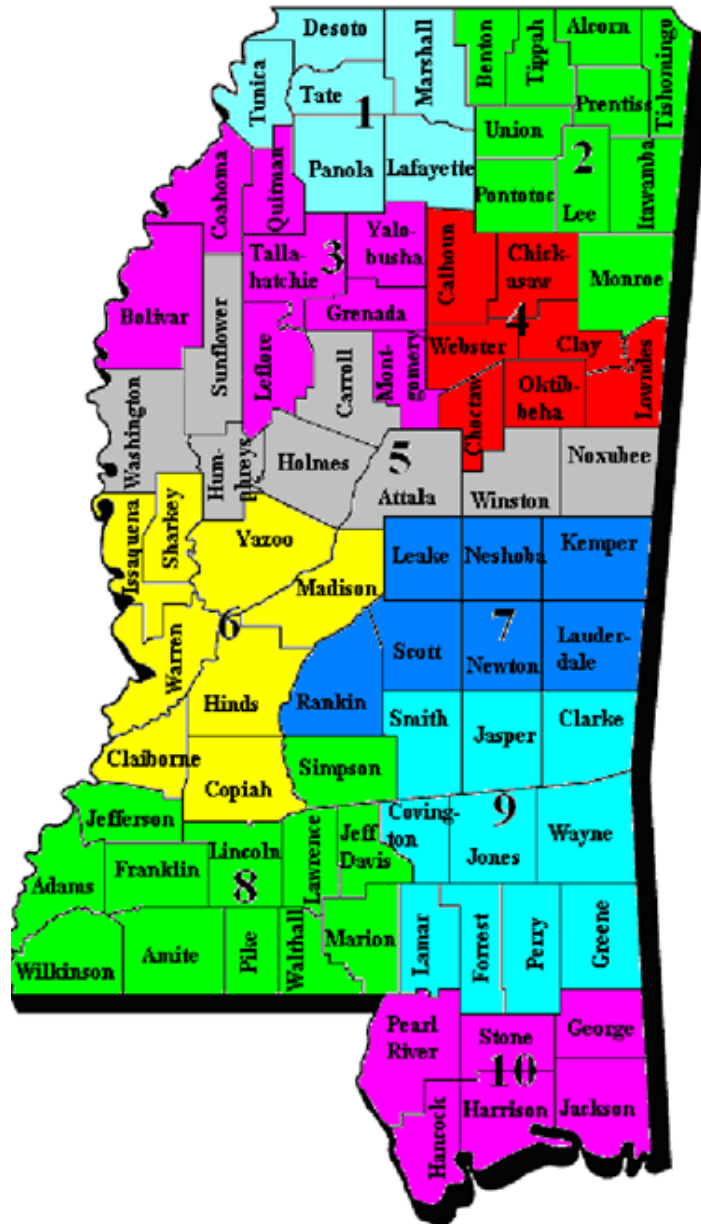 Desoto
Marshall
Benton
Tippah
Alcorn
Tishomingo
Tunica
Tate
1
Prentiss
Union
Panola
Lafayette
2
Itawamba
Coahoma
Quitman
Pontotoc
Lee
Talla-
hatchie
3
Yalo-
busha
Calhoun
Chick-
asaw
Monroe
Bolivar
Sunflower
Leflore
Grenada
4
Webster
Clay
Lowndes
Carroll
Mont-
gomery
Choctaw
Oktib-
beha
Washington
Hum-
phreys
Holmes
5
Attala
Winston
Noxubee
Issaquena
Sharkey
Yazoo
Leake
Neshoba
Kemper
Madison
Warren
6
Hinds
Rankin
Scott
7
Newton
Lauder-
dale
Claiborne
Copiah
Simpson
Smith
Jasper
Clarke
Jefferson
Lincoln
Lawrence
Jeff
Davis
Coving-
ton
9
Jones
Wayne
Adams
Franklin
8
Wilkinson
Amite
Pike
Walthall
Marion
Lamar
Forrest
Perry
Greene
Pearl
River
Stone
George
10
Hancock
Harrison
Jackson